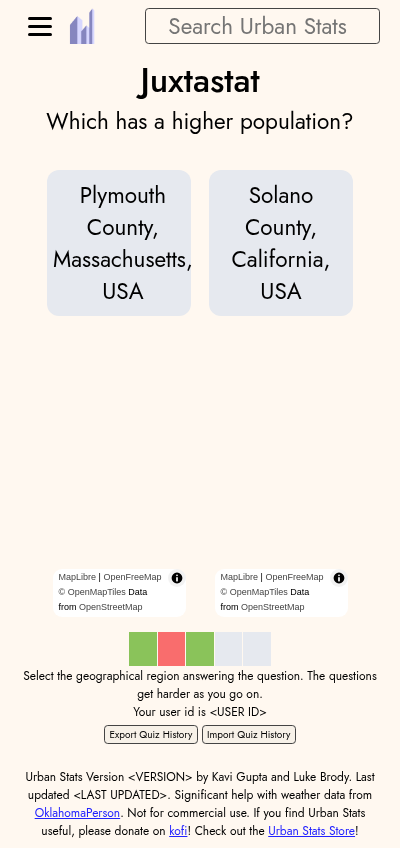 Search Urban Stats
Juxtastat
Which has a higher population?
Plymouth
County,
Massachusetts,
USA
Solano
County,
California,
USA
MapLibre | OpenFreeMap
© OpenMapTiles Data
from OpenStreetMap
MapLibre | OpenFreeMap
© OpenMapTiles Data
from OpenStreetMap
Select the geographical region answering the question. The questions
get harder as you go on.
Your user id is <USER ID>
Export Quiz History Import Quiz History
Urban Stats Version <VERSION> by Kavi Gupta and Luke Brody. Last
updated <LAST UPDATED>. Significant help with weather data from
OklahomaPerson. Not for commercial use. If you find Urban Stats
useful, please donate on kofi! Check out the Urban Stats Store!